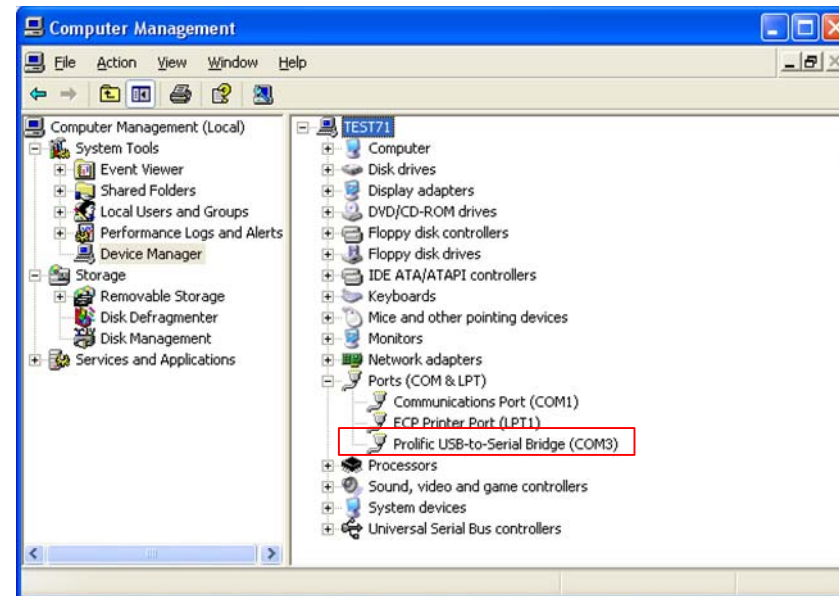 Computer Management
File Action View Window Help
Computer Management (Local)
System Tools
Event Viewer
Shared Folders
Local Users and Groups
Performance Logs and Alerts
Device Manager
Storage
Removable Storage
Disk Defragmenter
Disk Management
Services and Applications
TEST71
Computer
Disk drives
Display adapters
DVD/CD-ROM drives
Floppy disk controllers
Floppy disk drives
IDE ATA/ATAPI controllers
Keyboards
Mice and other pointing devices
Monitors
Network adapters
Ports (COM & LPT)
Communications Port (COM1)
ECP Printer Port (LPT1)
Prolific USB-to-Serial Bridge (COM3)
Processors
Sound, video and game controllers
System devices
Universal Serial Bus controllers